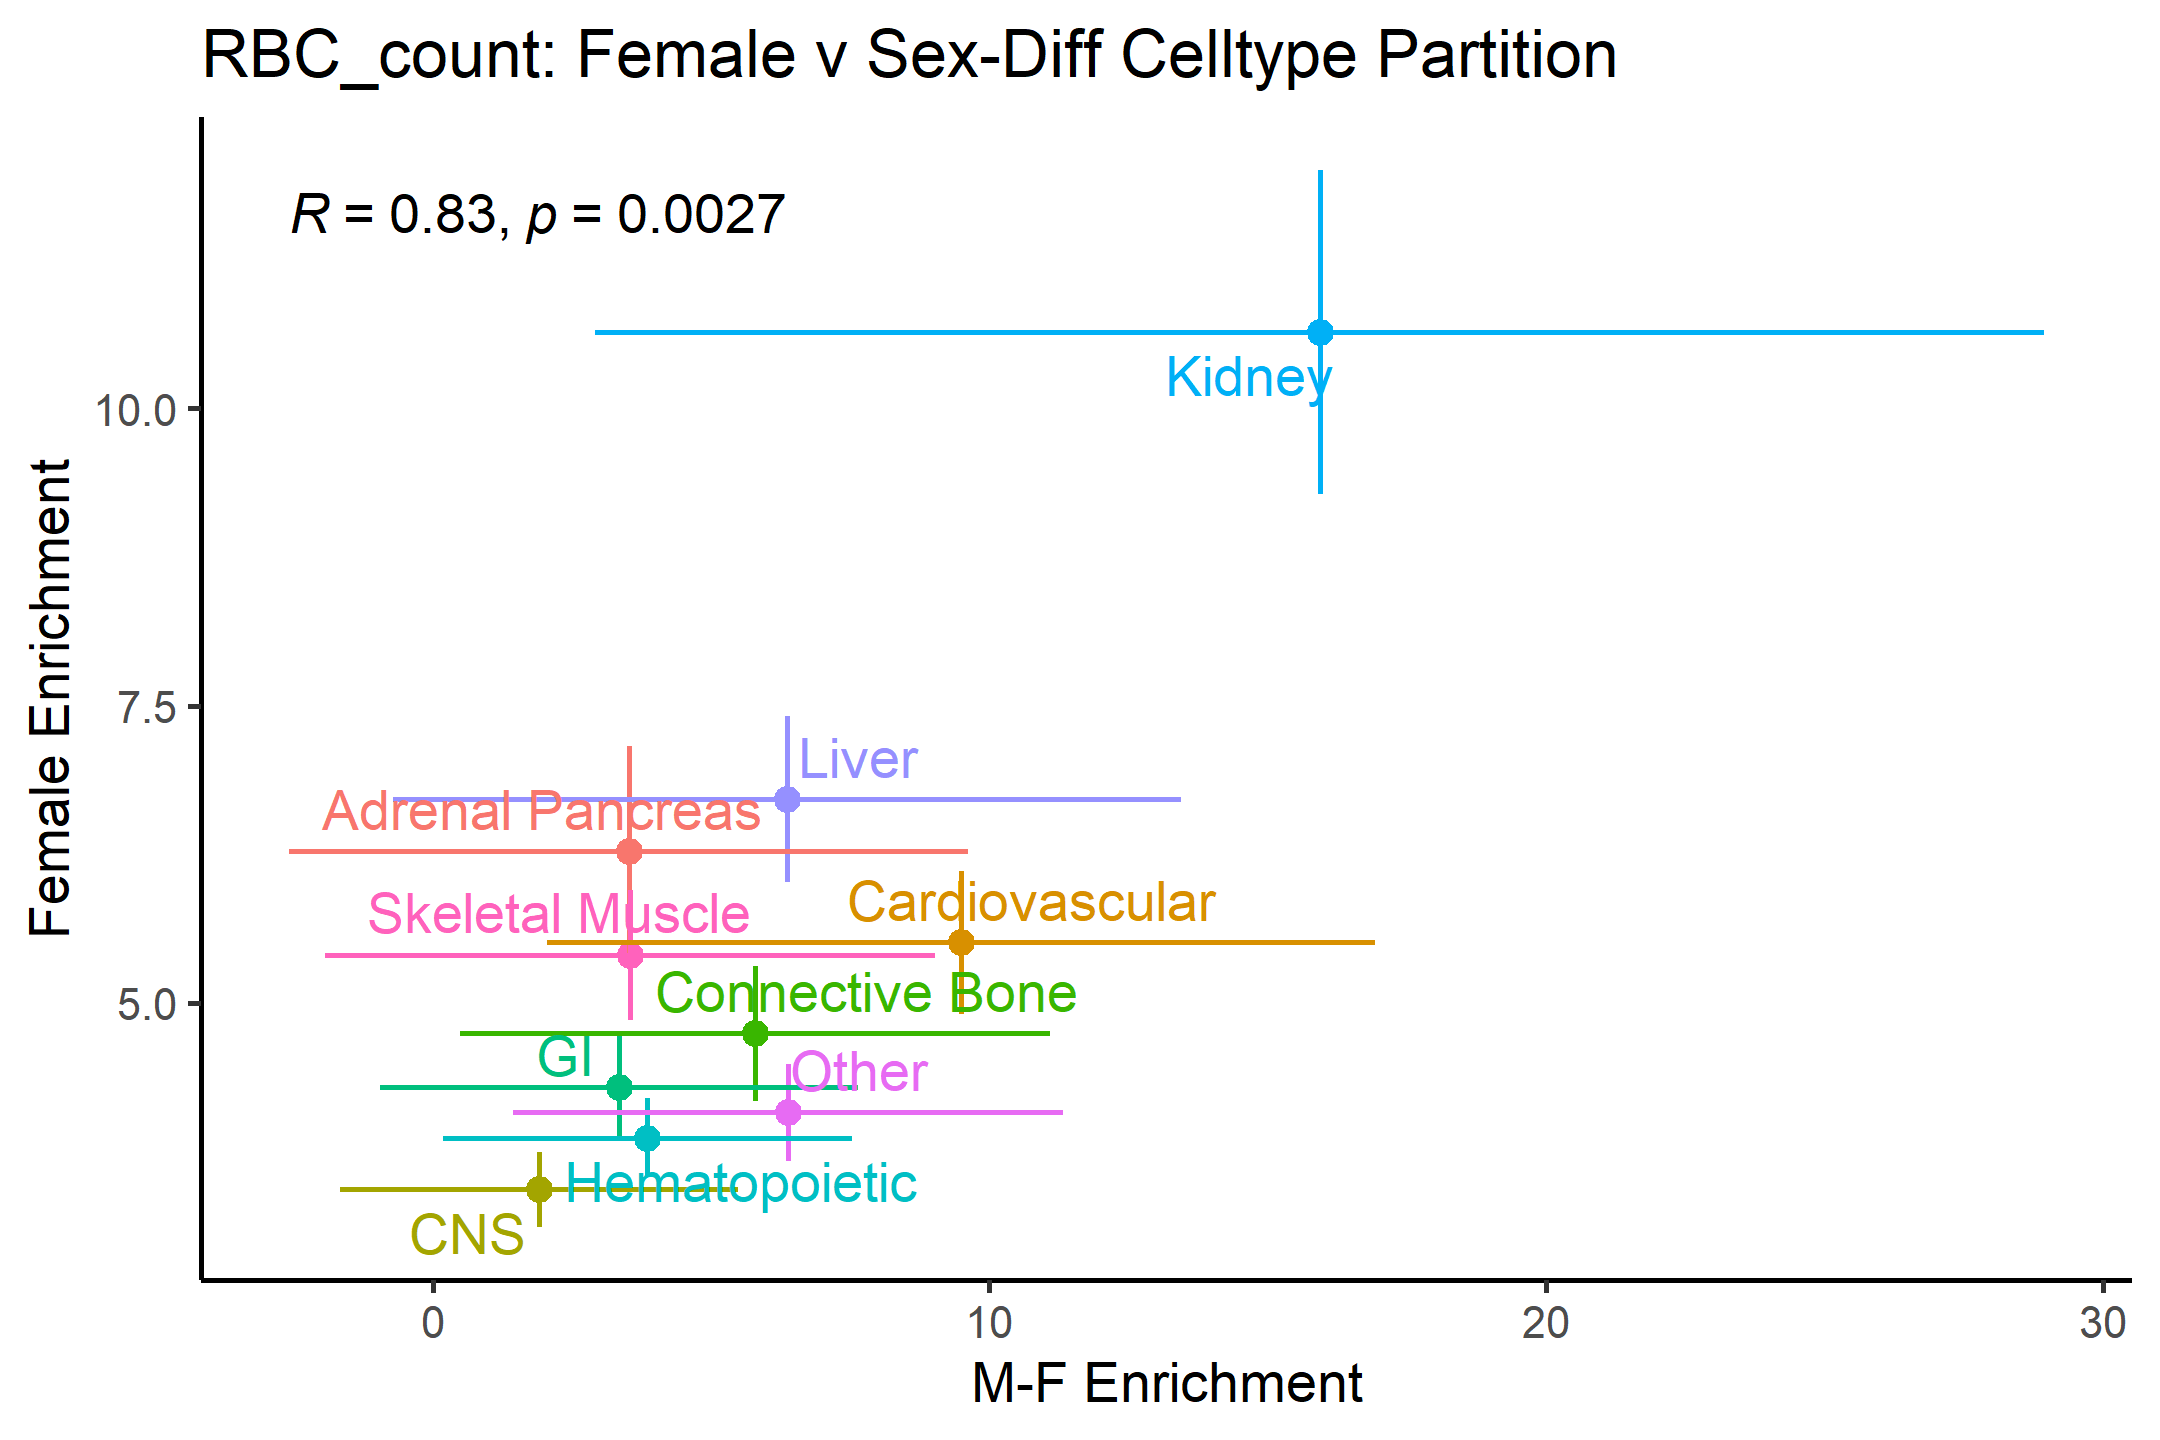 RBC_count: Female v Sex-Diff Celltype Partition
R = 0.83, p = 0.0027
Kidney
10.0
Female Enrichment
7.5
Liver
Adrenal Pancreas
Cardiovascular
Skeletal Muscle
Connective Bone
5.0
GI
Other
Hematopoietic
CNS
0
10
20
30
M-F Enrichment